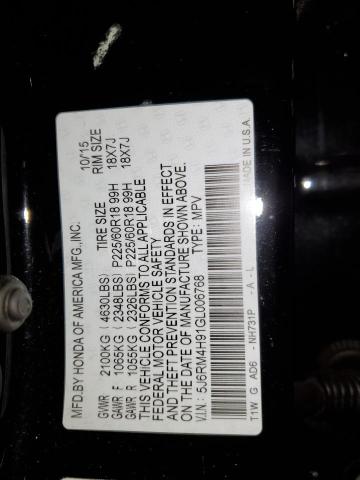 MFD.BY HONDA OF AMERICA MFG.,INC. 10/15
TIRE SIZE RIM SIZE
GVWR 2100KG (4630LBS)
GAWR F 1065KG (2348LBS) P225/60R18 99H 18X7J
GAWR R 1055KG (2326LBS) P225/60R18 99H 18X7J
THIS VEHICLE CONFORMS TO ALL APPLICABLE
FEDERAL MOTOR VEHICLE SAFETY
AND THEFT PREVENTION STANDARDS IN EFFECT
ON THE DATE OF MANUFACTURE SHOWN ABOVE.
V.I.N.: 5J6RM4H91GL006768 TYPE: MPV
T1W G AD6 - NH731P - A - L MADE IN U.S.A.